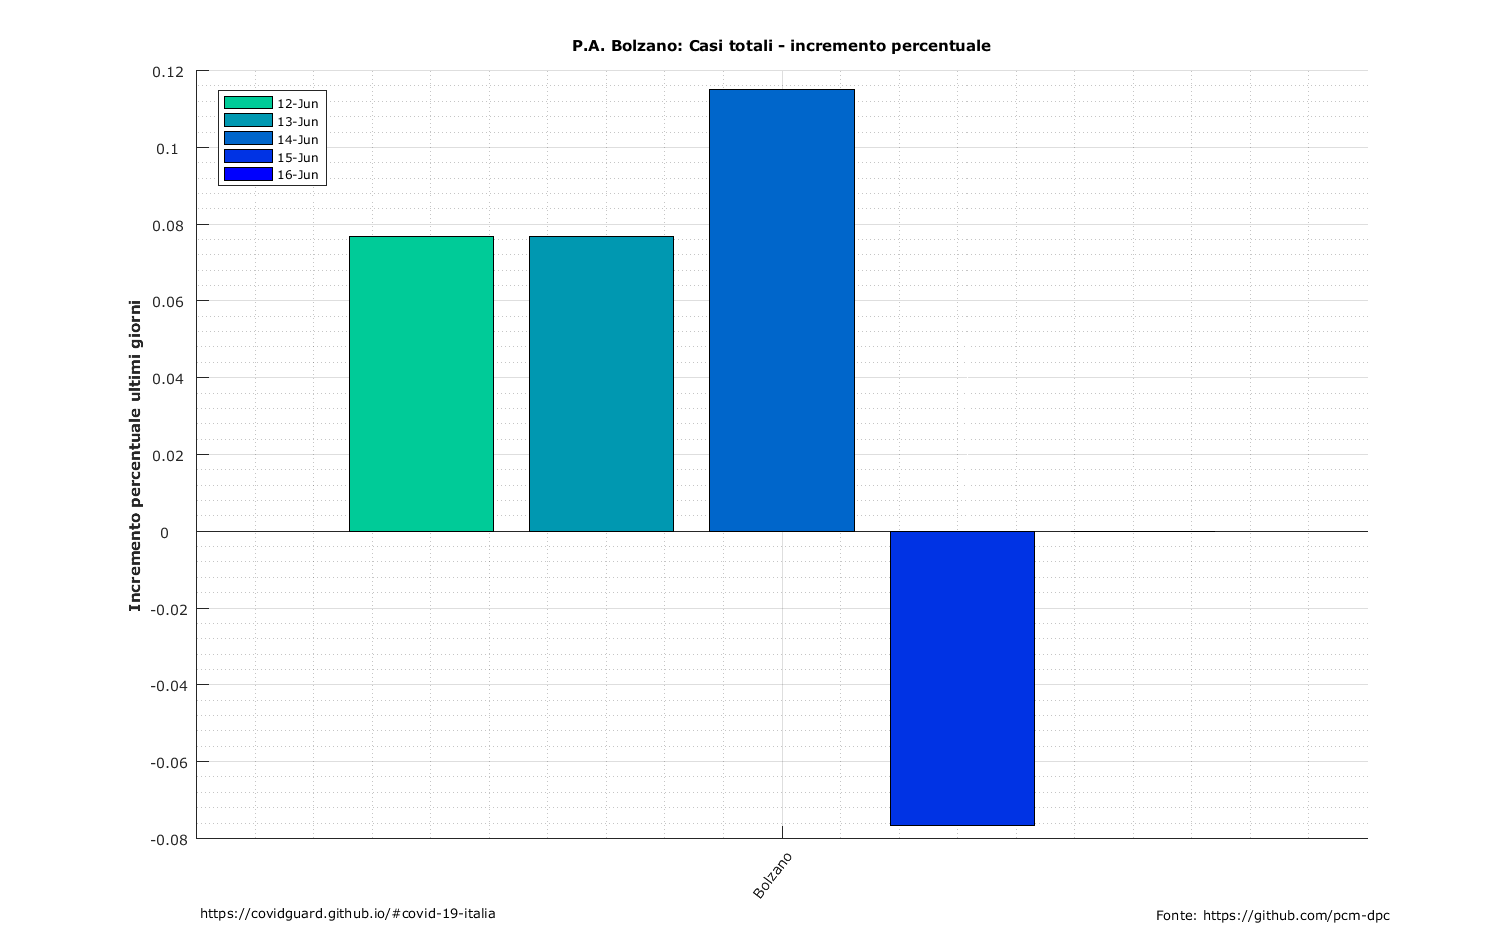 P.A. Bolzano: Casi totali - incremento percentuale
0.12
0.1
0.08
0.06
0.04
0.02
0
-0.02
-0.04
-0.06
-0.08
Incremento percentuale ultimi giorni
12-Jun
13-Jun
14-Jun
15-Jun
16-Jun
Bolzano
https://covidguard.github.io/#covid-19-italia
Fonte: https://github.com/pcm-dpc